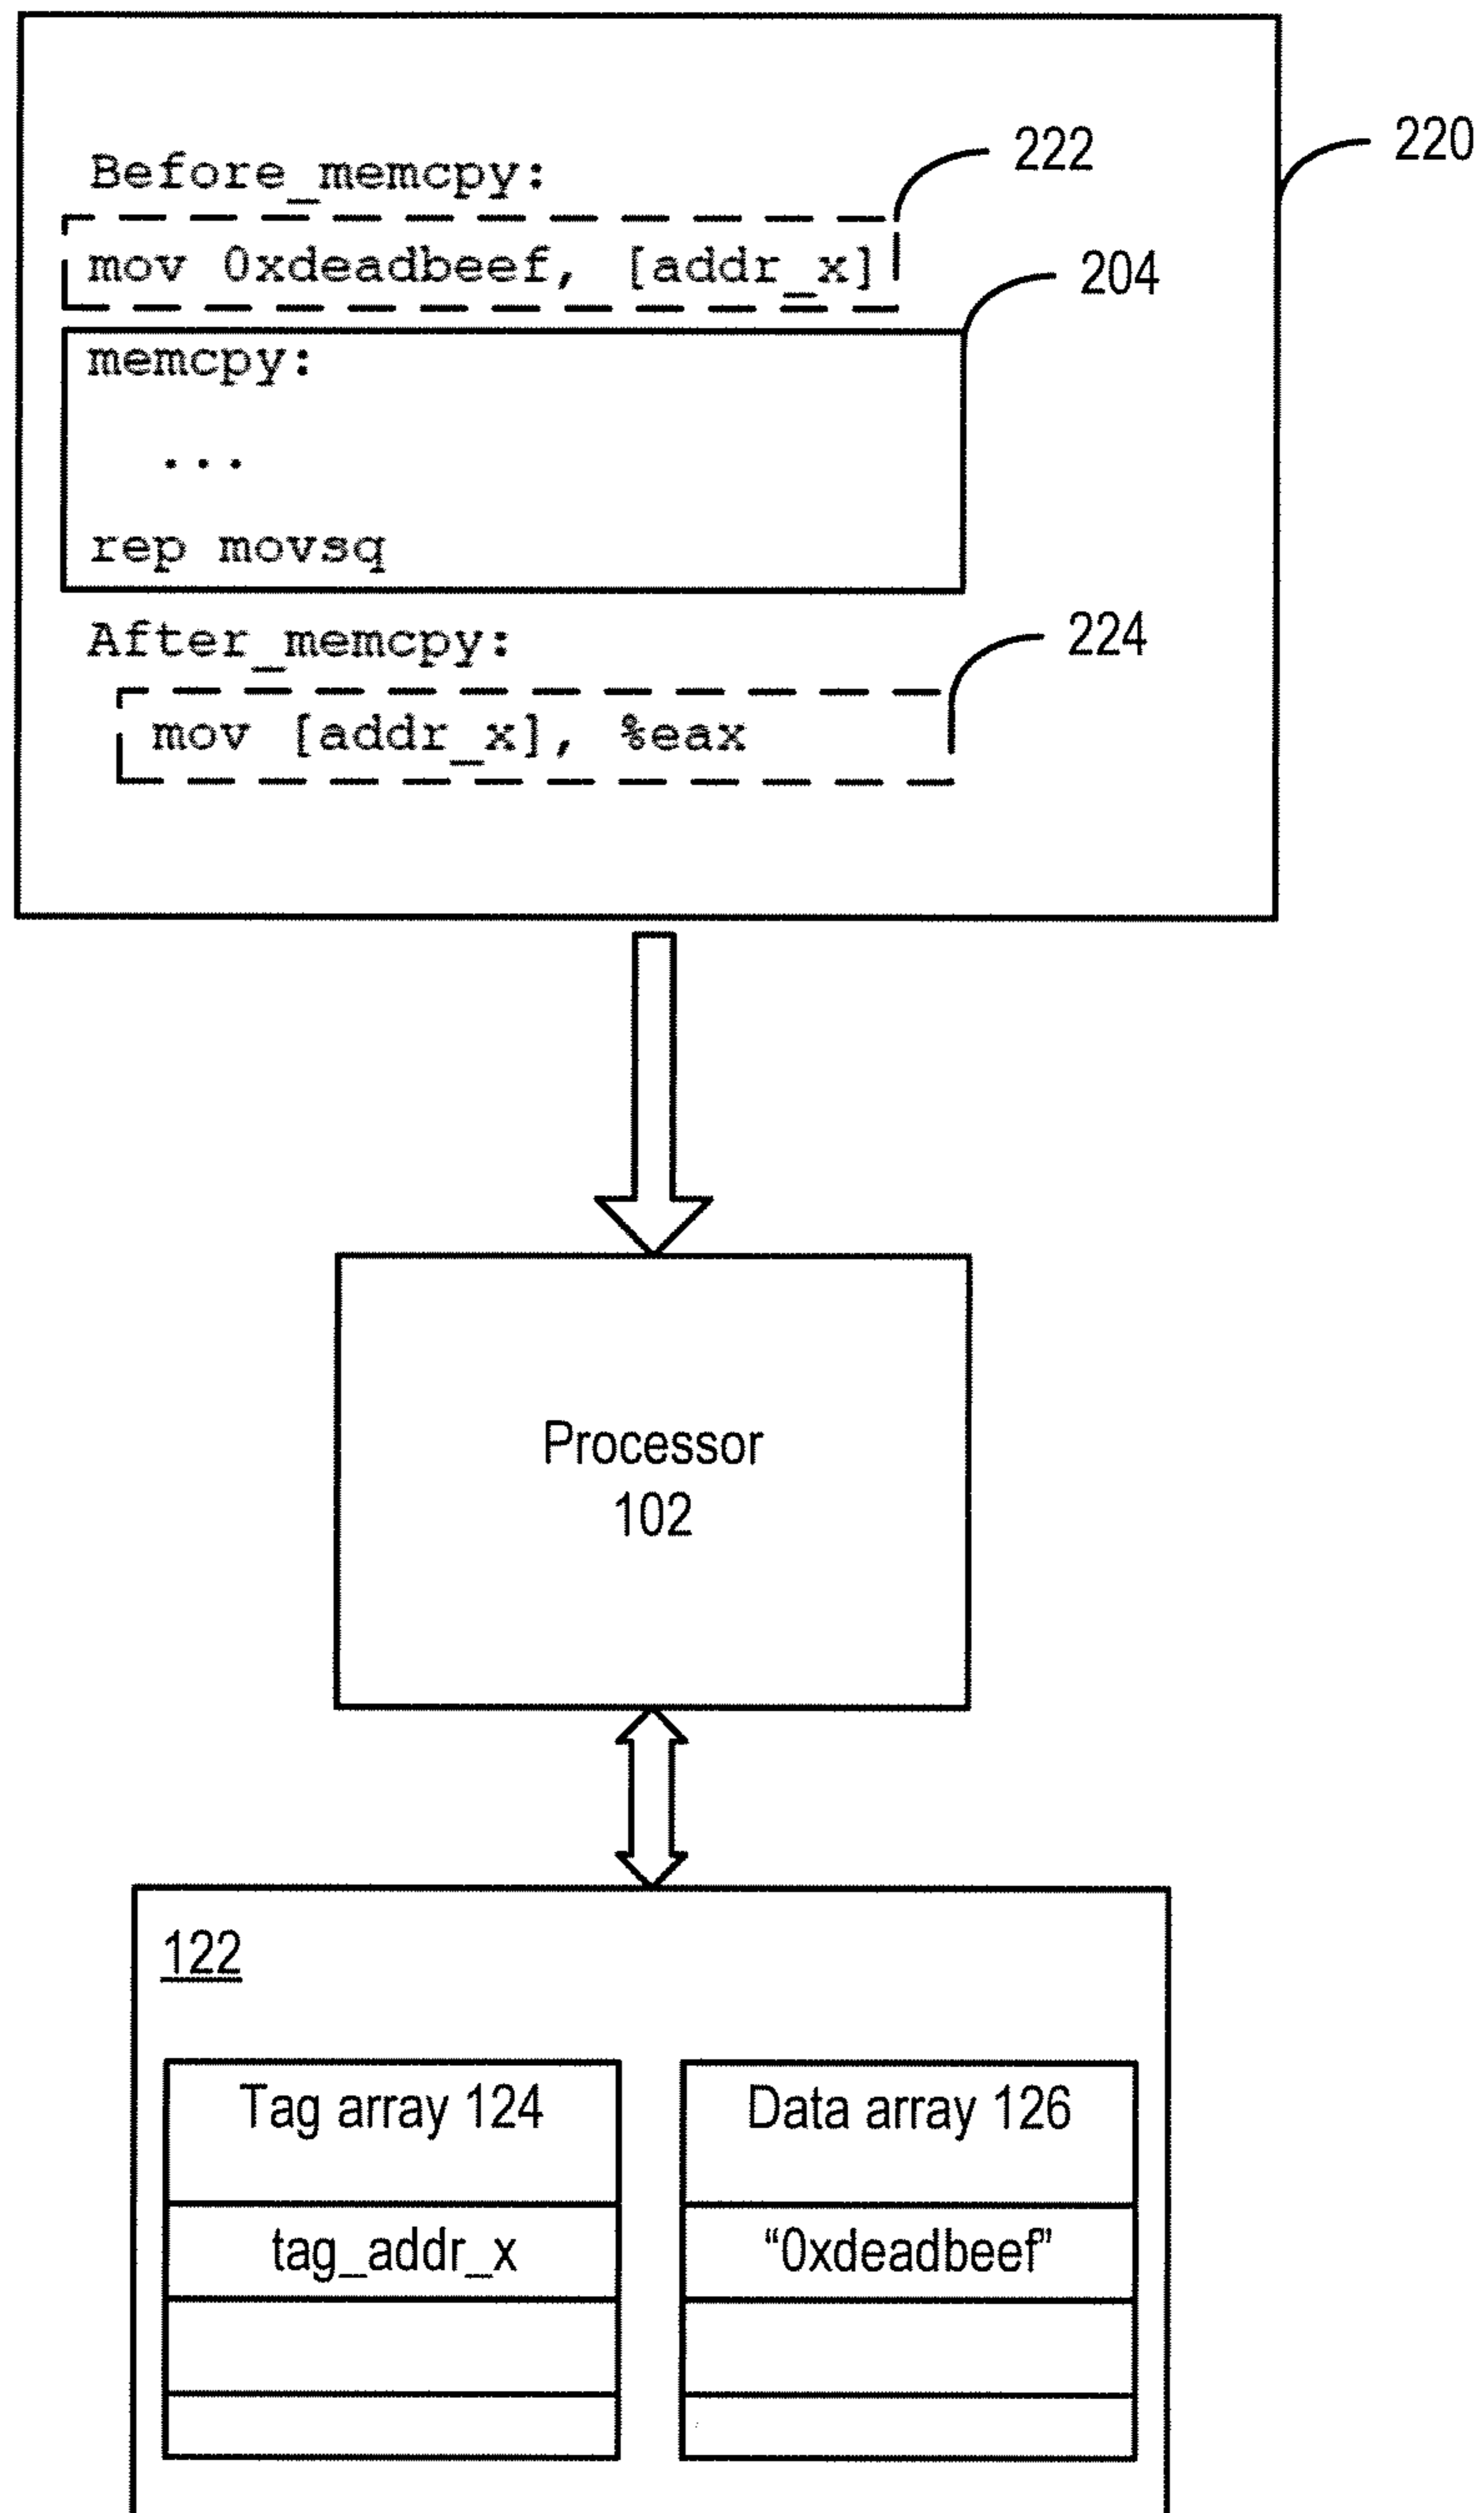 220
222
Before_memcpy:
mov 0xdeadbeef, [addr_x]
204
memcpy:
...
rep movsq
224
After_memcpy:
mov [addr_x], %eax
Processor
102
122
Tag array 124
Data array 126
tag_addr_x
“0xdeadbeef”